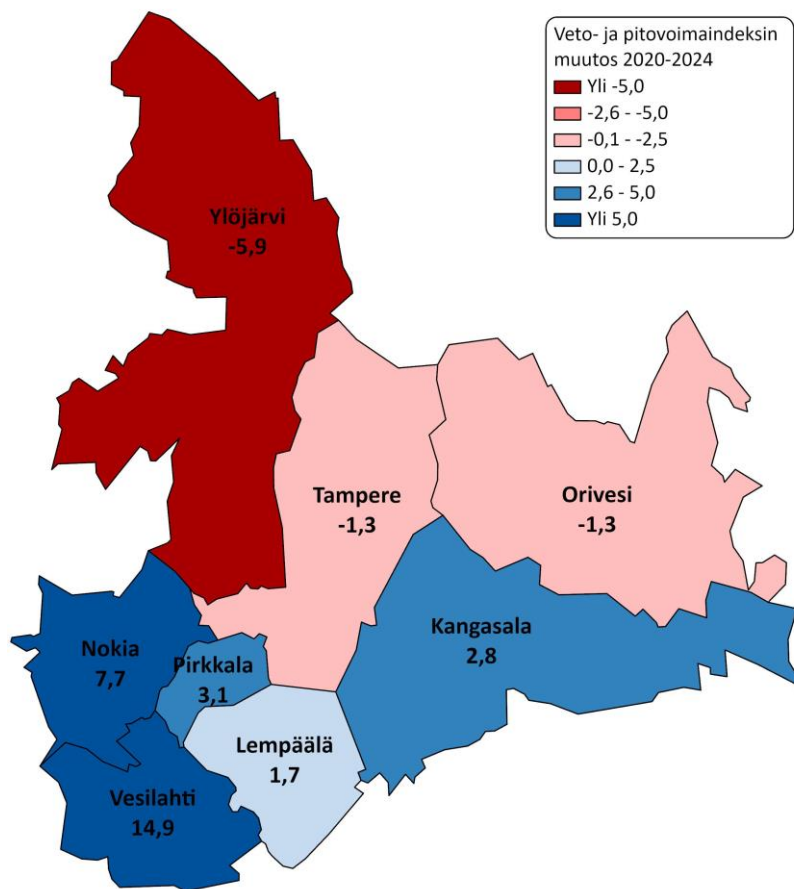 Veto- ja pitovoimaindeksin
muutos 2020-2024
Yli -5,0
-2,6 - -5,0
-0,1 - -2,5
0,0 - 2,5
2,6 - 5,0
Yli 5,0
Ylöjärvi
-5,9
Tampere
-1,3
Orivesi
-1,3
Kangasala
2,8
Nokia
7,7
Pirkkala
3,1
Lempäälä
1,7
Vesilahti
14,9